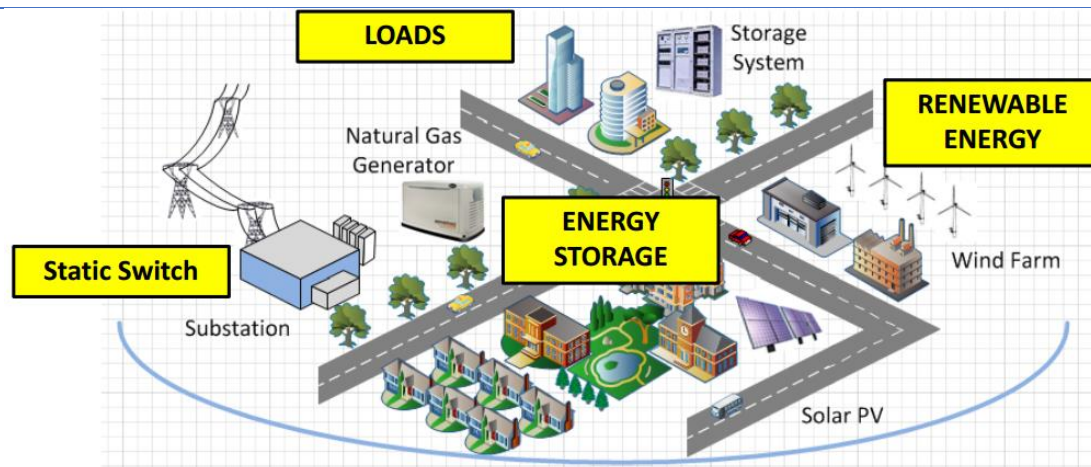 LOADS
Storage
System
RENEWABLE
ENERGY
Natural Gas
Generator
ENERGY
STORAGE
Static Switch
Wind Farm
Substation
Solar PV